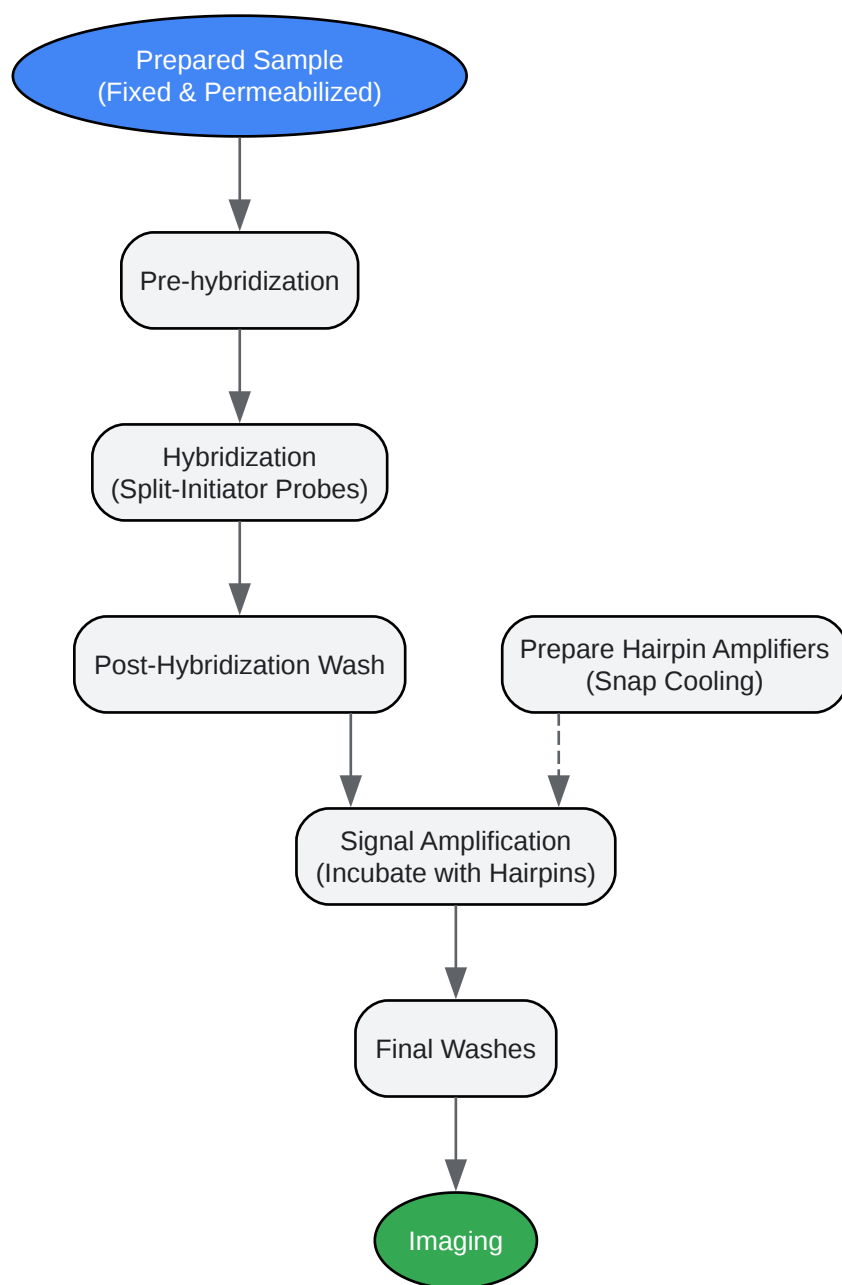 Prepared Sample
(Fixed & Permeabilized)
Pre-hybridization
Hybridization
(Split-Initiator Probes)
Post-Hybridization Wash
Prepare Hairpin Amplifiers
(Snap Cooling)
Signal Amplification
(Incubate with Hairpins)
Final Washes
Imaging